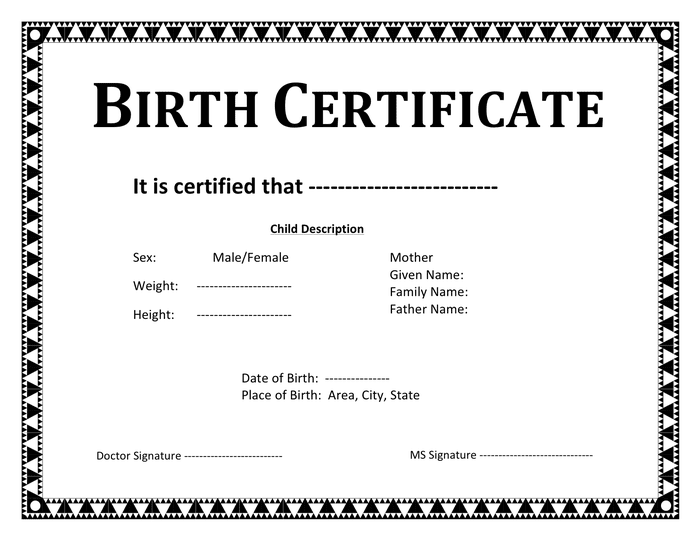 BIRTH CERTIFICATE
It is certified that --------------------------
Child Description
Sex: Male/Female
Weight: ----------------------
Height: ----------------------
Mother
Given Name:
Family Name:
Father Name:
Date of Birth: ---------------
Place of Birth: Area, City, State
Doctor Signature --------------------------
MS Signature ------------------------------